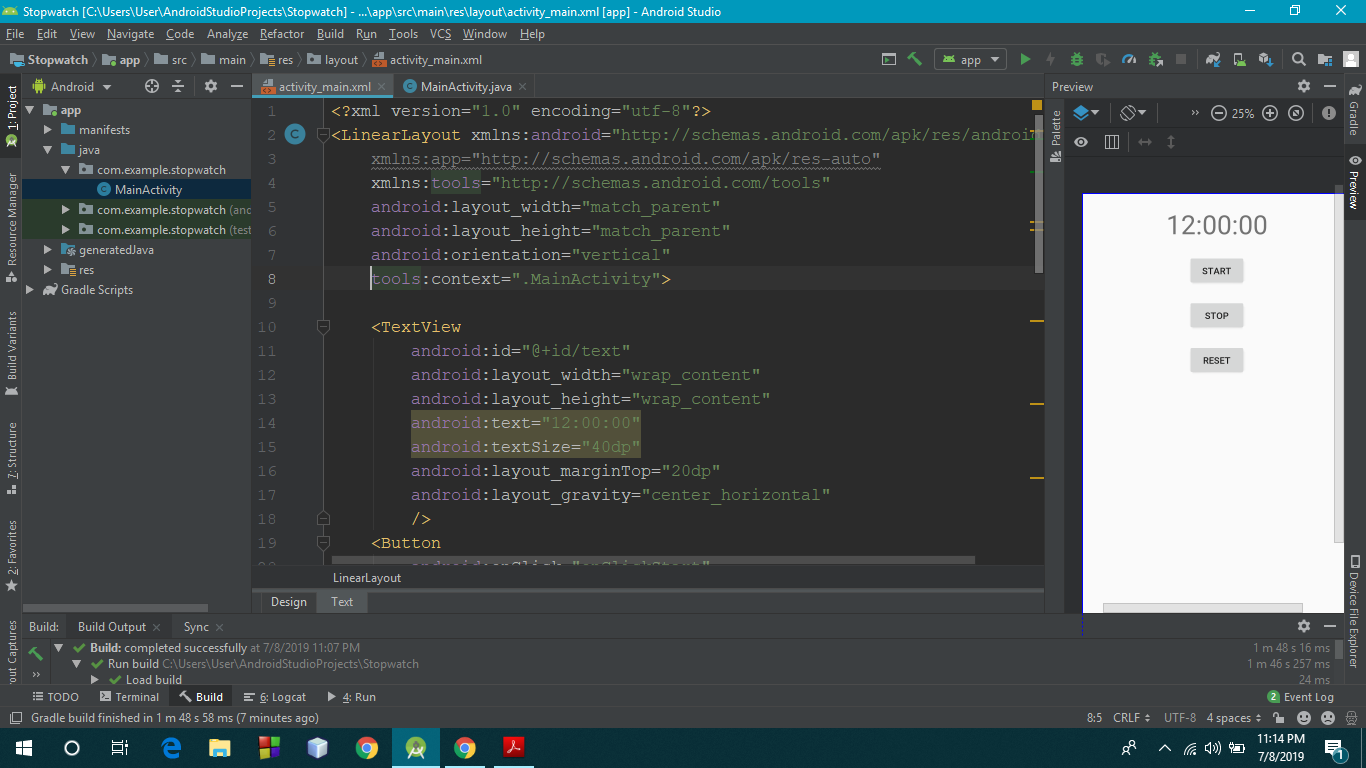 Stopwatch [C:\Users\User\AndroidStudioProjects\Stopwatch] - ...\app\src\main\res\layout\activity_main.xml [app] - Android Studio
File Edit View Navigate Code Analyze Refactor Build Run Tools VCS Window Help
Stopwatch app src main res layout activity_main.xml app
Android activity_main.xml MainActivity.java Preview
1: Project
Resource Manager
Build Variants
7: Structure
2: Favorites
out Captures
app
manifests
java
com.example.stopwatch
MainActivity
com.example.stopwatch (and
com.example.stopwatch (test
generatedJava
res
Gradle Scripts
1 <?xml version="1.0" encoding="utf-8"?>
2 <LinearLayout xmlns:android="http://schemas.android.com/apk/res/android
3 xmlns:app="http://schemas.android.com/apk/res-auto"
4 xmlns:tools="http://schemas.android.com/tools"
5 android:layout_width="match_parent"
6 android:layout_height="match_parent"
7 android:orientation="vertical"
8 tools:context=".MainActivity">
9
10 <TextView
11 android:id="@+id/text"
12 android:layout_width="wrap_content"
13 android:layout_height="wrap_content"
14 android:text="12:00:00"
15 android:textSize="40dp"
16 android:layout_marginTop="20dp"
17 android:layout_gravity="center_horizontal"
18 />
19 <Button
LinearLayout
Design Text
Palette
25%
12:00:00
START
STOP
RESET
Gradle
Preview
Device File Explorer
Build: Build Output Sync
Build: completed successfully at 7/8/2019 11:07 PM 1 m 48 s 16 ms
Run build C:\Users\User\AndroidStudioProjects\Stopwatch 1 m 46 s 257 ms
Load build 24 ms
TODO Terminal Build 6: Logcat 4: Run 2 Event Log
Gradle build finished in 1 m 48 s 58 ms (7 minutes ago) 8:5 CRLF UTF-8 4 spaces
11:14 PM
7/8/2019
1